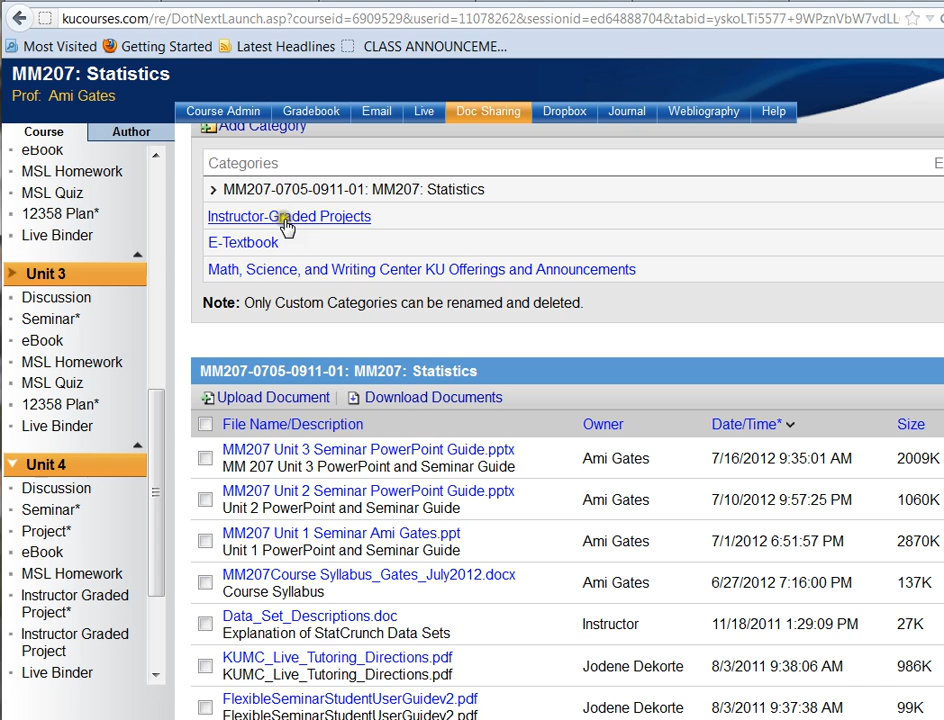 kucourses.com/re/DotNextLaunch.asp?courseid=6909529&userid=11078262&sessionid=ed64888704&tabid=yskoLTi5577+9WPznVbW7vdLL
Most Visited Getting Started Latest Headlines CLASS ANNOUNCEME...
MM207: Statistics
Prof: Ami Gates
Course Admin Gradebook Email Live Doc Sharing Dropbox Journal Webliography Help
Course Author
eBook
MSL Homework
MSL Quiz
12358 Plan*
Live Binder
Unit 3
Discussion
Seminar*
eBook
MSL Homework
MSL Quiz
12358 Plan*
Live Binder
Unit 4
Discussion
Seminar*
Project*
eBook
MSL Homework
Instructor Graded
Project*
Instructor Graded
Project
Live Binder
Add Category
Categories E
> MM207-0705-0911-01: MM207: Statistics
Instructor-Graded Projects
E-Textbook
Math, Science, and Writing Center KU Offerings and Announcements
Note: Only Custom Categories can be renamed and deleted.
MM207-0705-0911-01: MM207: Statistics
Upload Document | Download Documents
File Name/Description Owner Date/Time* Size
MM207 Unit 3 Seminar PowerPoint Guide.pptx
MM 207 Unit 3 PowerPoint and Seminar Guide
Ami Gates 7/16/2012 9:35:01 AM 2009K
MM207 Unit 2 Seminar PowerPoint Guide.pptx
Unit 2 PowerPoint and Seminar Guide
Ami Gates 7/10/2012 9:57:25 PM 1060K
MM207 Unit 1 Seminar Ami Gates.ppt
Unit 1 PowerPoint and Seminar Guide
Ami Gates 7/1/2012 6:51:57 PM 2870K
MM207Course Syllabus_Gates_July2012.docx
Course Syllabus
Ami Gates 6/27/2012 7:16:00 PM 137K
Data_Set_Descriptions.doc
Explanation of StatCrunch Data Sets
Instructor 11/18/2011 1:29:09 PM 27K
KUMC_Live_Tutoring_Directions.pdf
KUMC_Live_Tutoring_Directions.pdf
Jodene Dekorte 8/3/2011 9:38:06 AM 986K
FlexibleSeminarStudentUserGuidev2.pdf
FlexibleSeminarStudentUserGuidev2.pdf
Jodene Dekorte 8/3/2011 9:37:38 AM 99K